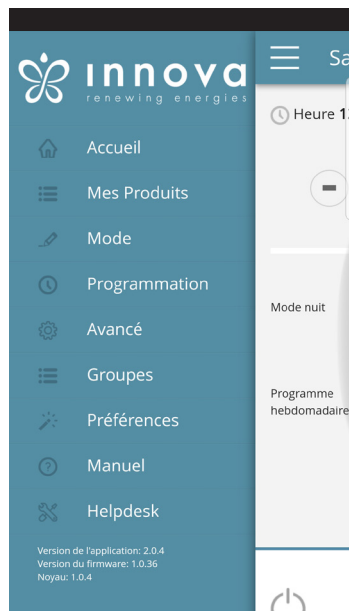 innova
renewing energies
Accueil
Mes Produits
Mode
Programmation
Avancé
Groupes
Préférences
Manuel
Helpdesk
Version de l'application: 2.0.4
Version du firmware: 1.0.36
Noyau: 1.0.4
Heure
Mode nuit
Programme
hebdomadaire